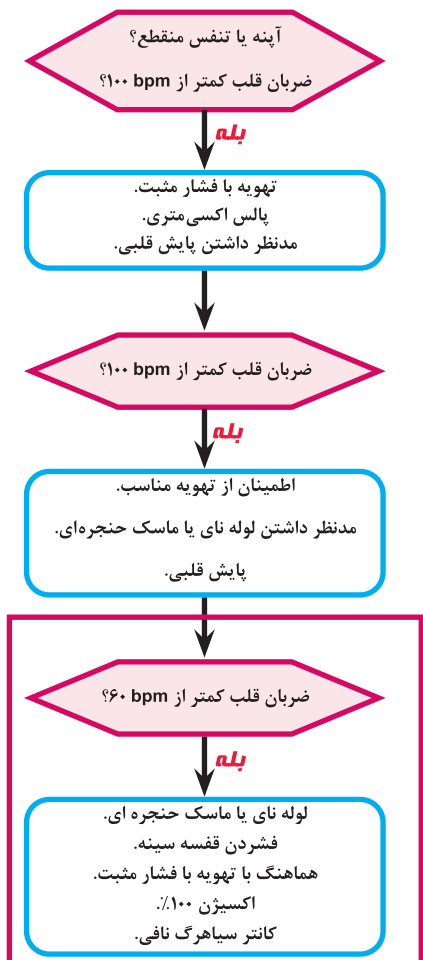 آپنه یا تنفس منقطع؟
ضربان قلب کمتر از ۱۰۰ bpm؟
بله
تهویه با فشار مثبت.
پالس اکسی‌متری.
مدنظر داشتن پایش قلبی.
ضربان قلب کمتر از ۱۰۰ bpm؟
بله
اطمینان از تهویه مناسب.
مدنظر داشتن لوله نای یا ماسک حنجره‌ای.
پایش قلبی.
ضربان قلب کمتر از ۶۰ bpm؟
بله
لوله نای یا ماسک حنجره ای.
فشردن قفسه سینه.
هماهنگ با تهویه با فشار مثبت.
اکسیژن ۱۰۰٪.
کانتر سیاهرگ نافی.